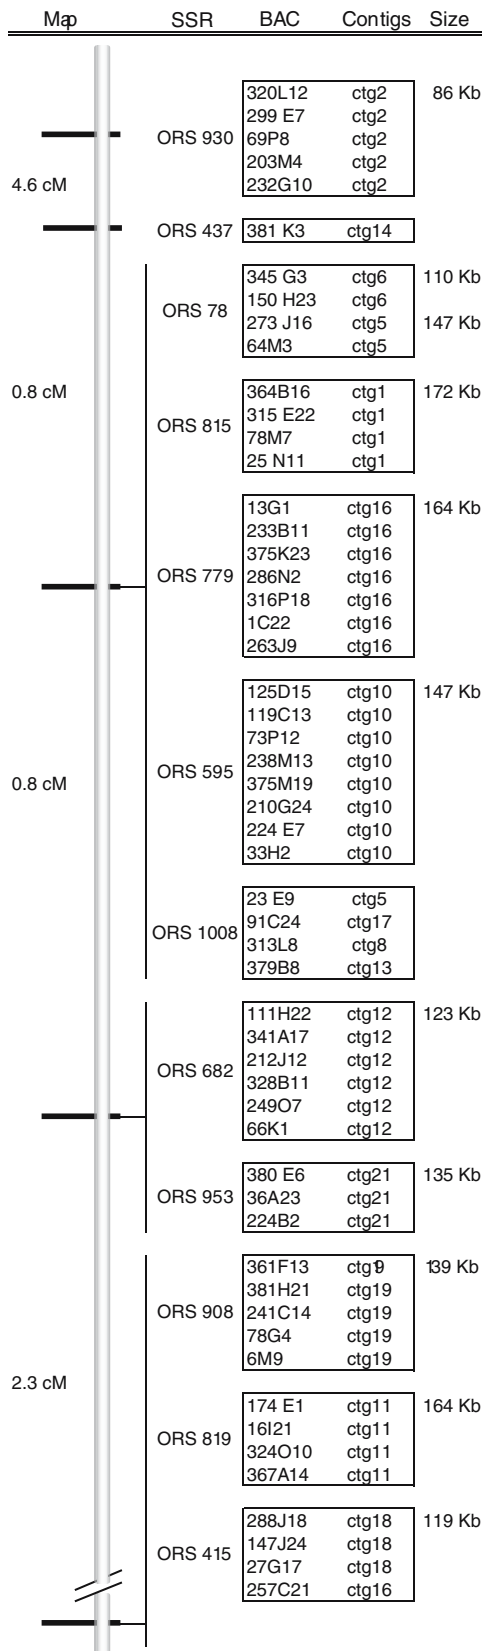 Map SSR BAC Contigs Size
320L12 ctg2 86 Kb
299 E7 ctg2
ORS 930 69P8 ctg2
203M4 ctg2
4.6 cM 232G10 ctg2
ORS 437 381 K3 ctg14
345 G3 ctg6 110 Kb
150 H23 ctg6
ORS 78 273 J16 ctg5 147 Kb
64M3 ctg5
0.8 cM 364B16 ctg1 172 Kb
315 E22 ctg1
ORS 815 78M7 ctg1
25 N11 ctg1
13G1 ctg16 164 Kb
233B11 ctg16
375K23 ctg16
ORS 779 286N2 ctg16
316P18 ctg16
1C22 ctg16
263J9 ctg16
125D15 ctg10 147 Kb
119C13 ctg10
73P12 ctg10
ORS 595 238M13 ctg10
0.8 cM 375M19 ctg10
210G24 ctg10
224 E7 ctg10
33H2 ctg10
23 E9 ctg5
91C24 ctg17
ORS 1008 313L8 ctg8
379B8 ctg13
111H22 ctg12 123 Kb
341A17 ctg12
ORS 682 212J12 ctg12
328B11 ctg12
249O7 ctg12
66K1 ctg12
380 E6 ctg21 135 Kb
ORS 953 36A23 ctg21
224B2 ctg21
361F13 ctg19 139 Kb
381H21 ctg19
ORS 908 241C14 ctg19
78G4 ctg19
6M9 ctg19
2.3 cM
174 E1 ctg11 164 Kb
16I21 ctg11
ORS 819 324O10 ctg11
367A14 ctg11
288J18 ctg18 119 Kb
147J24 ctg18
ORS 415 27G17 ctg18
257C21 ctg16